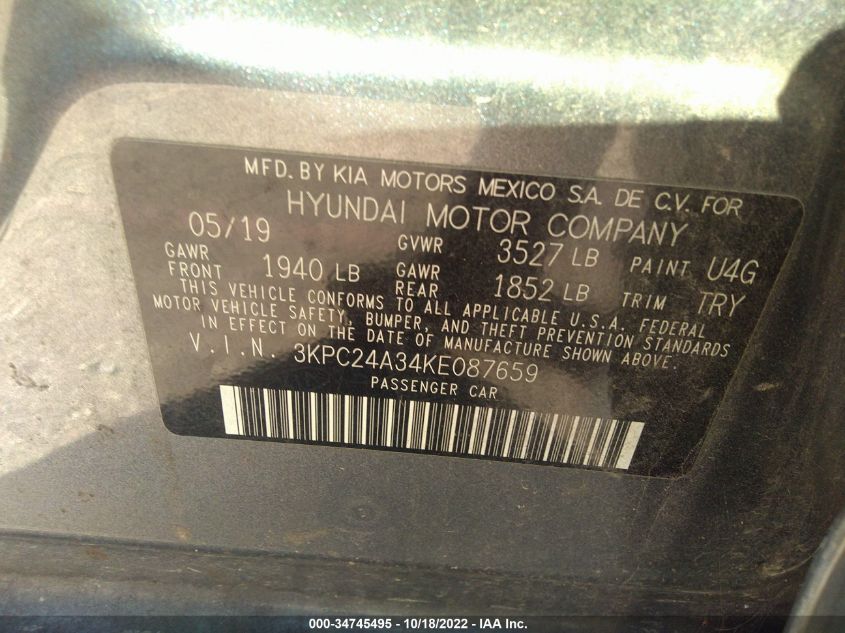 MFD. BY KIA MOTORS MEXICO S.A. DE C.V. FOR
HYUNDAI MOTOR COMPANY
05/19 GVWR 3527 LB PAINT U4G
GAWR FRONT 1940 LB GAWR REAR 1852 LB TRIM TRY
THIS VEHICLE CONFORMS TO ALL APPLICABLE U.S.A. FEDERAL
MOTOR VEHICLE SAFETY, BUMPER, AND THEFT PREVENTION STANDARDS
IN EFFECT ON THE DATE OF MANUFACTURE SHOWN ABOVE.
V.I.N. 3KPC24A34KE087659
PASSENGER CAR
000-34745495 - 10/18/2022 - IAA Inc.